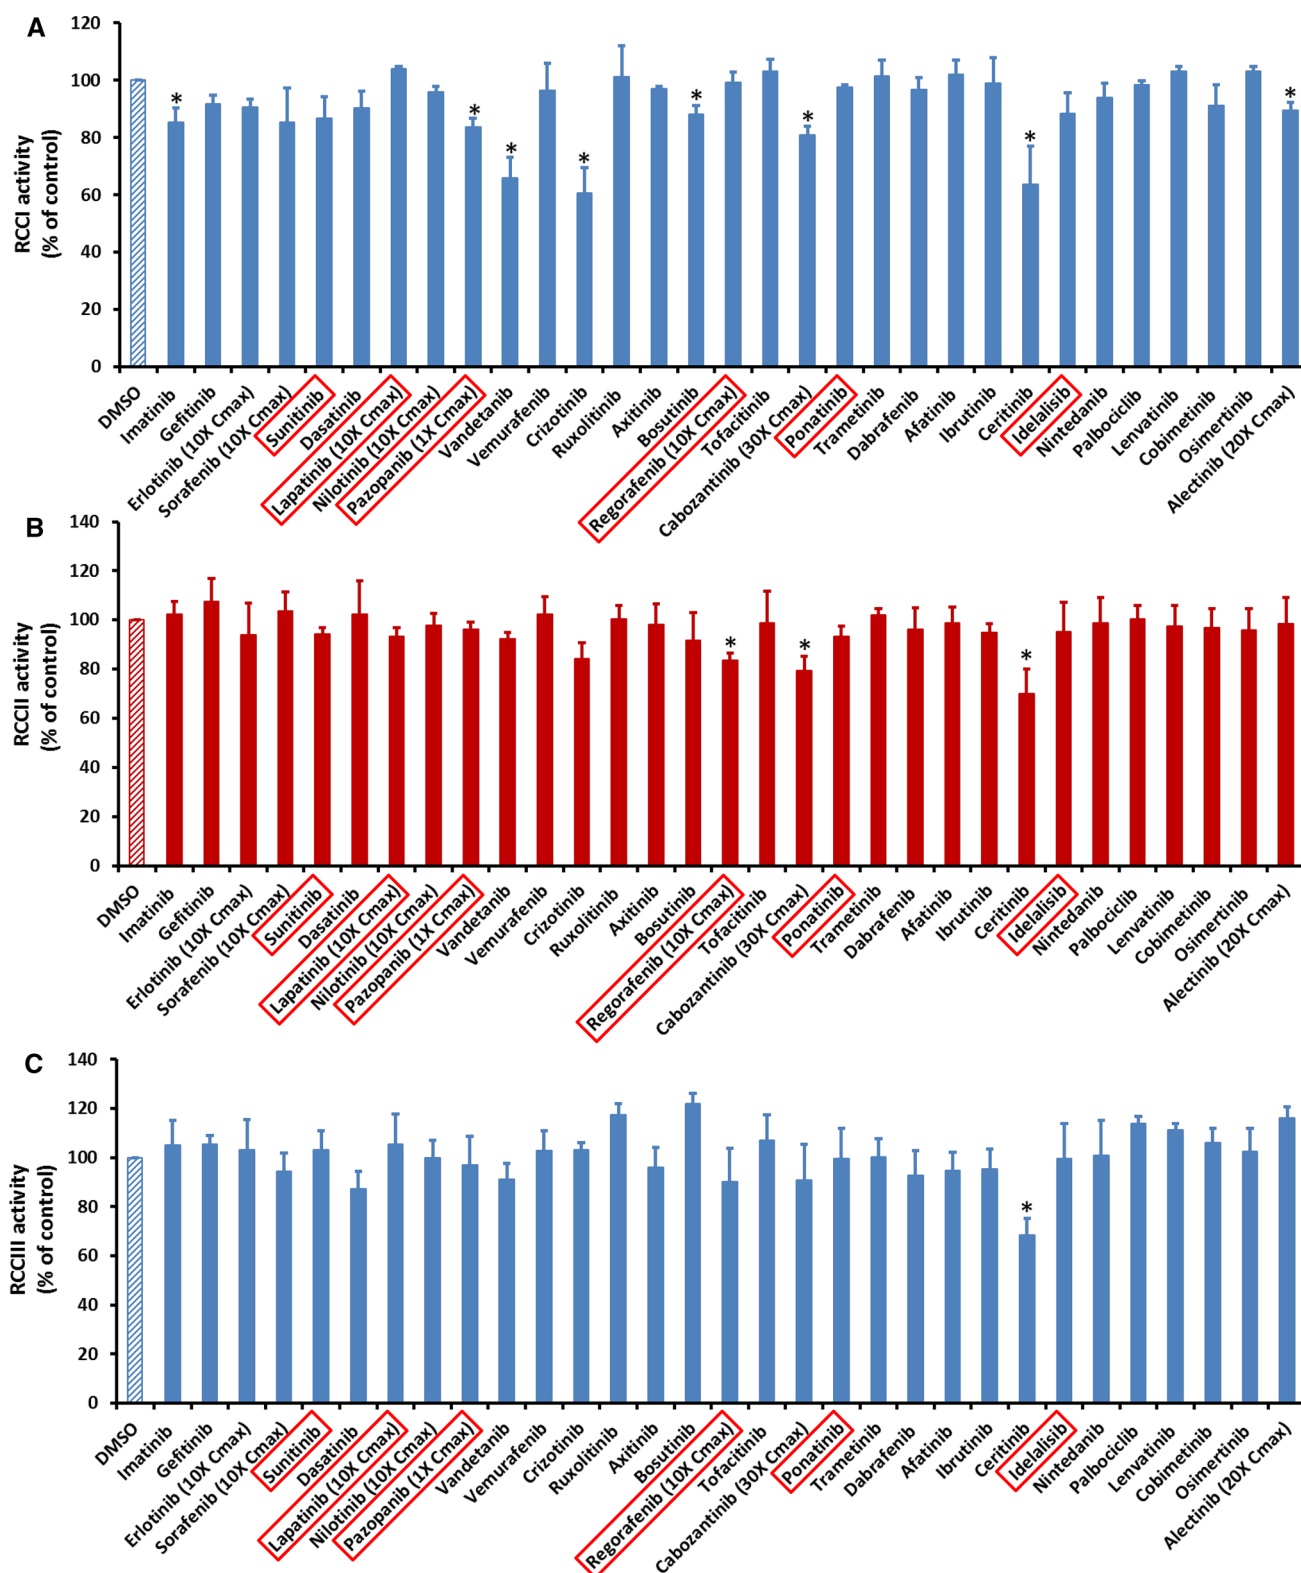 A
RCCI activity
(% of control)
120
100
80
60
40
20
0
* * * * * * * *
DMSO
Imatinib
Gefitinib
Erlotinib (10X Cmax)
Sorafenib (10X Cmax)
Sunitinib
Dasatinib
Lapatinib (10X Cmax)
Nilotinib (10X Cmax)
Pazopanib (1X Cmax)
Vandetanib
Vemurafenib
Crizotinib
Ruxolitinib
Axitinib
Bosutinib
Regorafenib (10X Cmax)
Tofacitinib
Cabozantinib (30X Cmax)
Ponatinib
Trametinib
Dabrafenib
Afatinib
Ibrutinib
Ceritinib
Idelalisib
Nintedanib
Palbociclib
Lenvatinib
Cobimetinib
Osimertinib
Alectinib (20X Cmax)
B
RCCII activity
(% of control)
140
120
100
80
60
40
20
0
* * *
DMSO
Imatinib
Gefitinib
Erlotinib (10X Cmax)
Sorafenib (10X Cmax)
Sunitinib
Dasatinib
Lapatinib (10X Cmax)
Nilotinib (10X Cmax)
Pazopanib (1X Cmax)
Vandetanib
Vemurafenib
Crizotinib
Ruxolitinib
Axitinib
Bosutinib
Regorafenib (10X Cmax)
Tofacitinib
Cabozantinib (30X Cmax)
Ponatinib
Trametinib
Dabrafenib
Afatinib
Ibrutinib
Ceritinib
Idelalisib
Nintedanib
Palbociclib
Lenvatinib
Cobimetinib
Osimertinib
Alectinib (20X Cmax)
C
RCCIII activity
(% of control)
140
120
100
80
60
40
20
0
*
DMSO
Imatinib
Gefitinib
Erlotinib (10X Cmax)
Sorafenib (10X Cmax)
Sunitinib
Dasatinib
Lapatinib (10X Cmax)
Nilotinib (10X Cmax)
Pazopanib (1X Cmax)
Vandetanib
Vemurafenib
Crizotinib
Ruxolitinib
Axitinib
Bosutinib
Regorafenib (10X Cmax)
Tofacitinib
Cabozantinib (30X Cmax)
Ponatinib
Trametinib
Dabrafenib
Afatinib
Ibrutinib
Ceritinib
Idelalisib
Nintedanib
Palbociclib
Lenvatinib
Cobimetinib
Osimertinib
Alectinib (20X Cmax)